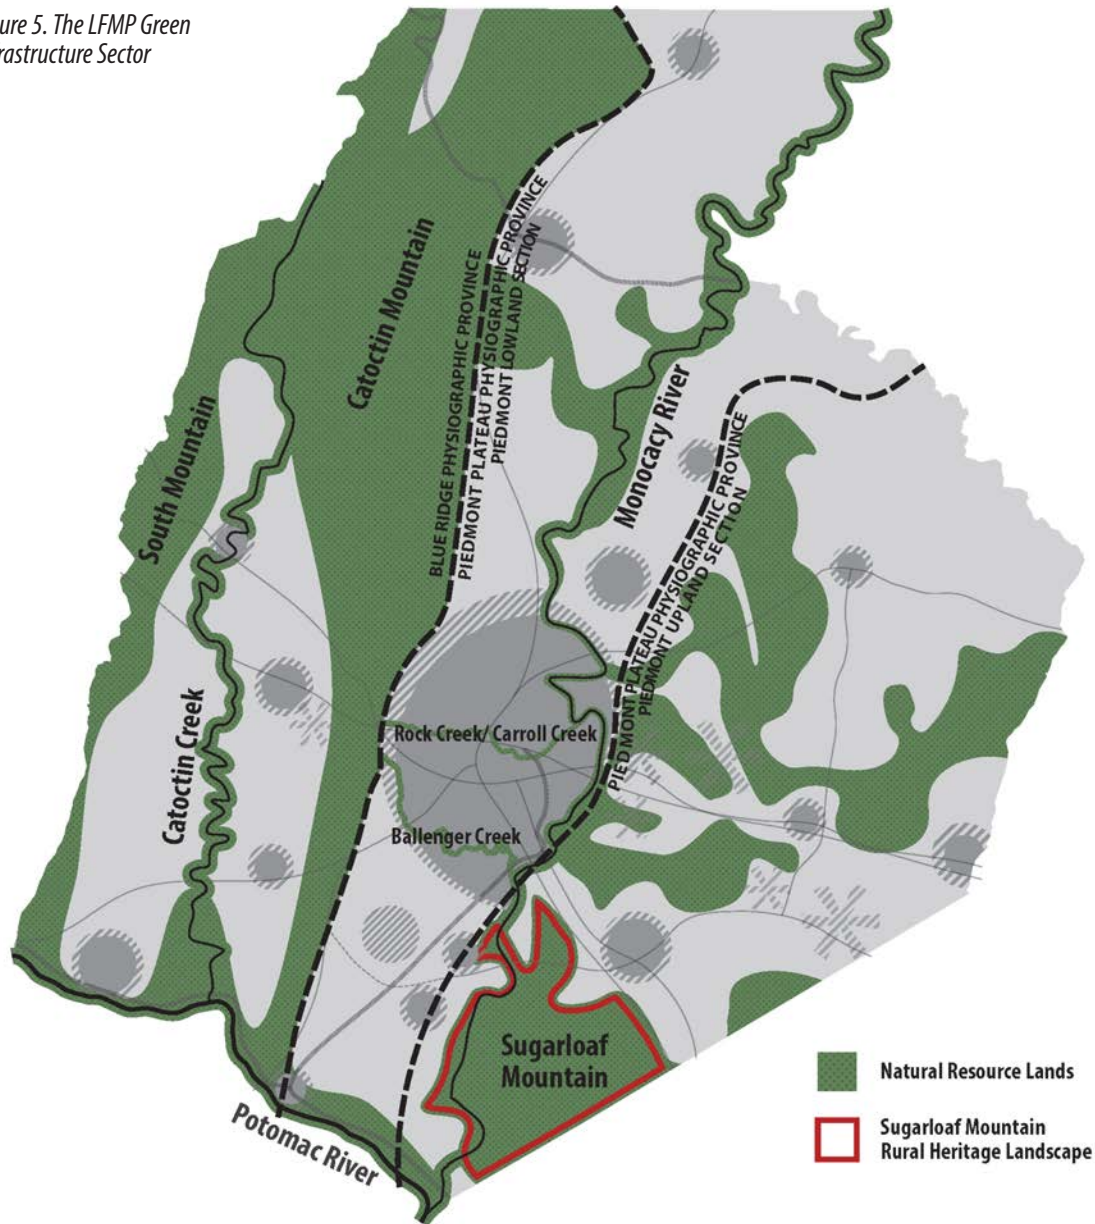 ure 5. The LFMP Green
rastructure Sector
Catoctin Mountain
South Mountain
BLUE RIDGE PHYSIOGRAPHIC PROVINCE
PIEDMONT PLATEAU PHYSIOGRAPHIC PROVINCE
PIEDMONT LOWLAND SECTION
Monocacy River
PIEDMONT PLATEAU PHYSIOGRAPHIC PROVINCE
PIEDMONT UPLAND SECTION
Catoctin Creek
Rock Creek/ Carroll Creek
Ballenger Creek
Sugarloaf
Mountain
Potomac River
Natural Resource Lands
Sugarloaf Mountain
Rural Heritage Landscape